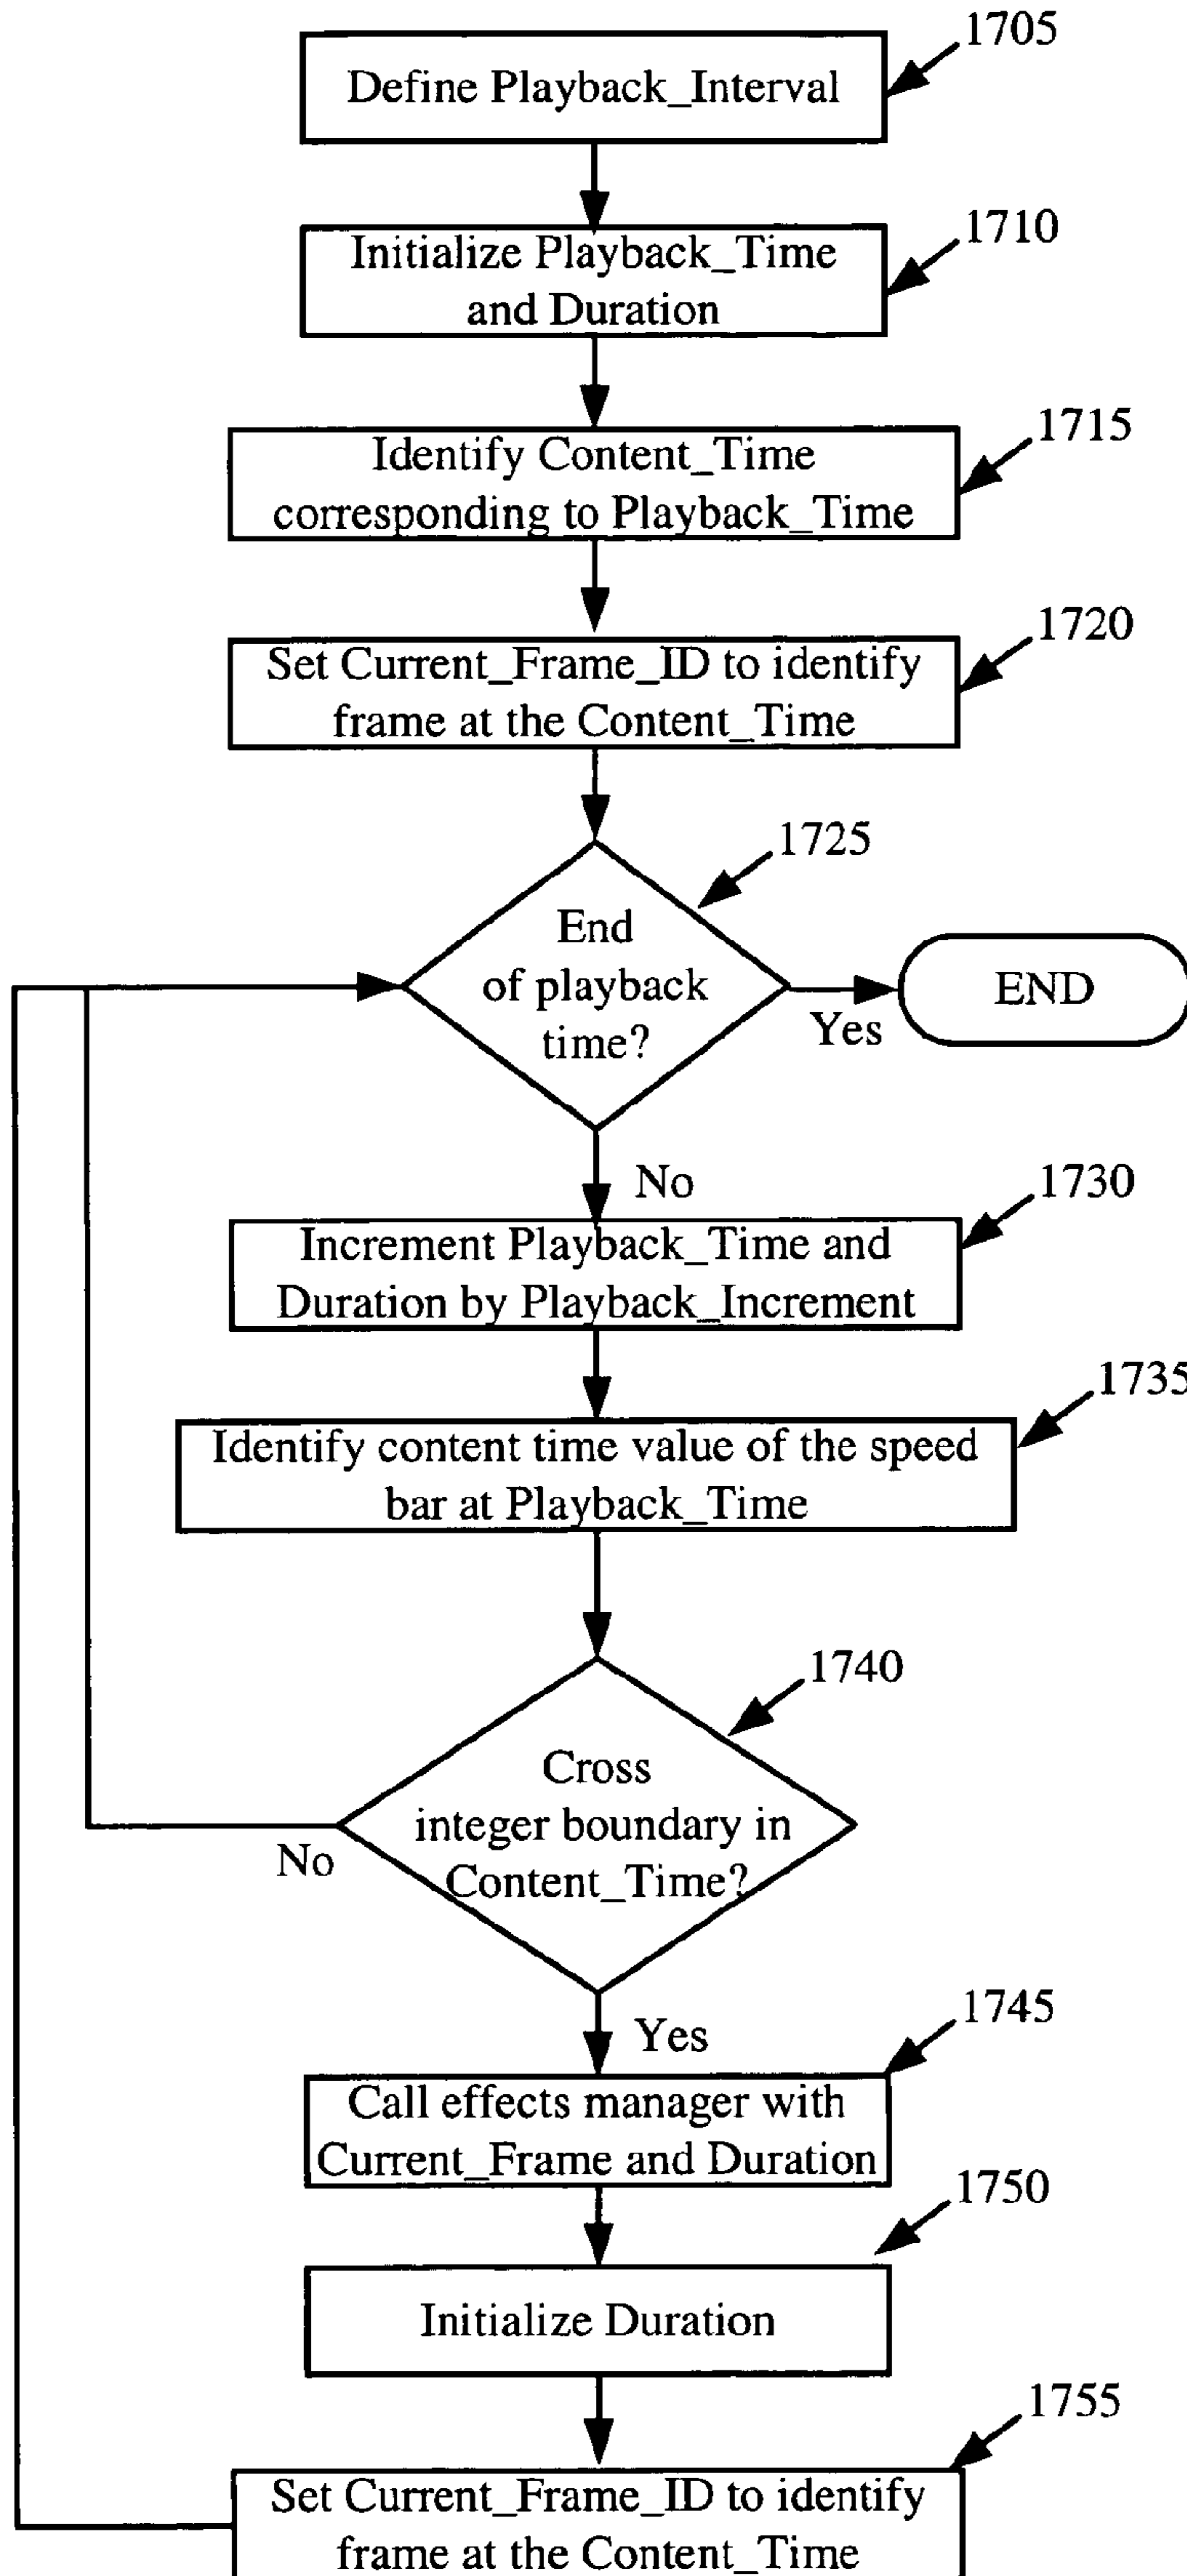 1705
Define Playback_Interval
1710
Initialize Playback_Time
and Duration
1715
Identify Content_Time
corresponding to Playback_Time
1720
Set Current_Frame_ID to identify
frame at the Content_Time
1725
End
of playback
time?
END
Yes
No
1730
Increment Playback_Time and
Duration by Playback_Increment
1735
Identify content time value of the speed
bar at Playback_Time
1740
Cross
integer boundary in
Content_Time?
No
Yes
1745
Call effects manager with
Current_Frame and Duration
1750
Initialize Duration
1755
Set Current_Frame_ID to identify
frame at the Content_Time